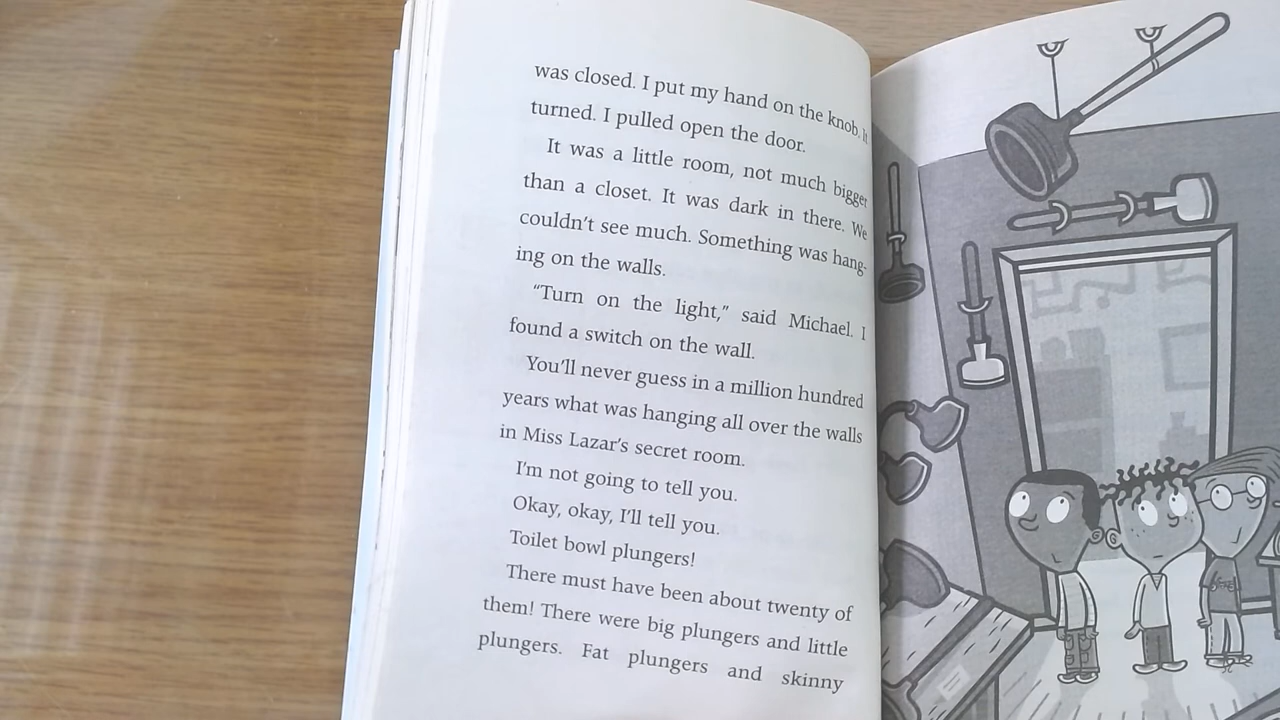 was closed. I put my hand on the knob. It
turned. I pulled open the door.
It was a little room, not much bigger
than a closet. It was dark in there. We
couldn't see much. Something was hang-
ing on the walls.
“Turn on the light,” said Michael. I
found a switch on the wall.
You'll never guess in a million hundred
years what was hanging all over the walls
in Miss Lazar's secret room.
I'm not going to tell you.
Okay, okay, I'll tell you.
Toilet bowl plungers!
There must have been about twenty of
them! There were big plungers and little
plungers. Fat plungers and skinny